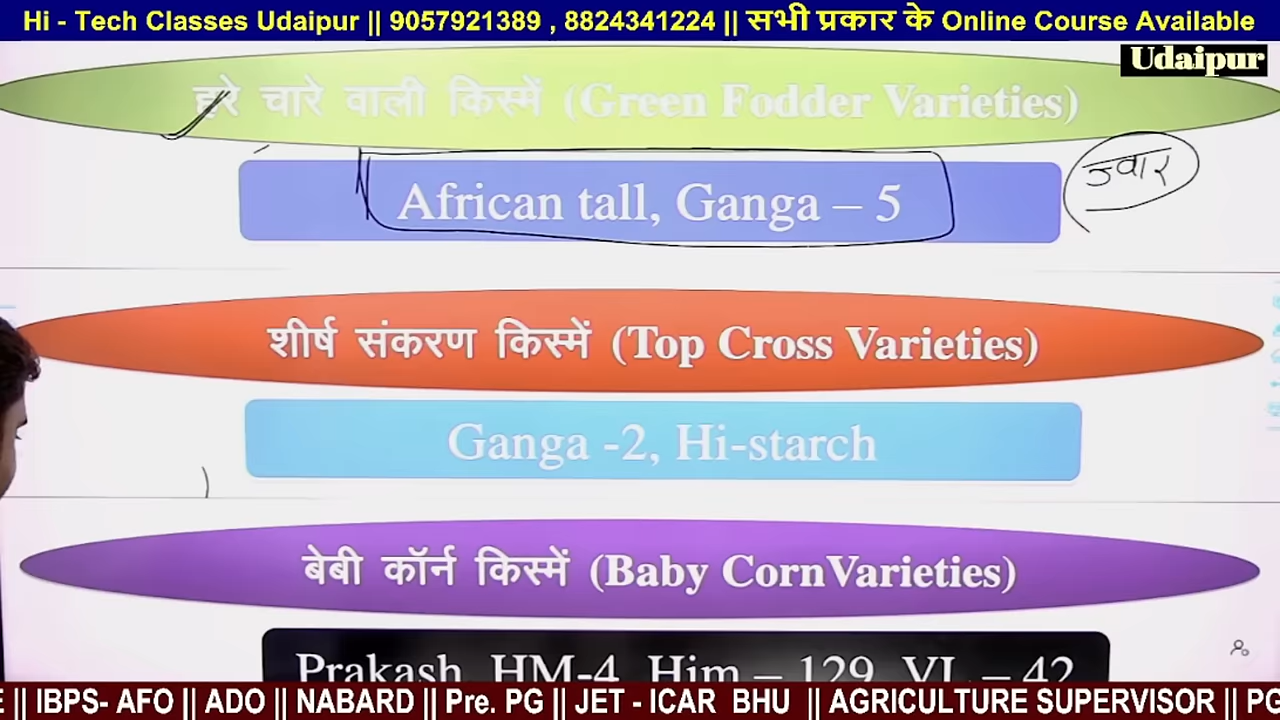 Hi - Tech Classes Udaipur || 9057921389 , 8824341224 || सभी प्रकार के Online Course Available
Udaipur
हरे चारे वाली किस्में (Green Fodder Varieties)
African tall, Ganga – 5
ज्वार
शीर्ष संकरण किस्में (Top Cross Varieties)
Ganga -2, Hi-starch
बेबी कॉर्न किस्में (Baby CornVarieties)
Prakash, HM-4, Him – 129, VL – 42
|| IBPS- AFO || ADO || NABARD || Pre. PG || JET - ICAR BHU || AGRICULTURE SUPERVISOR || PG